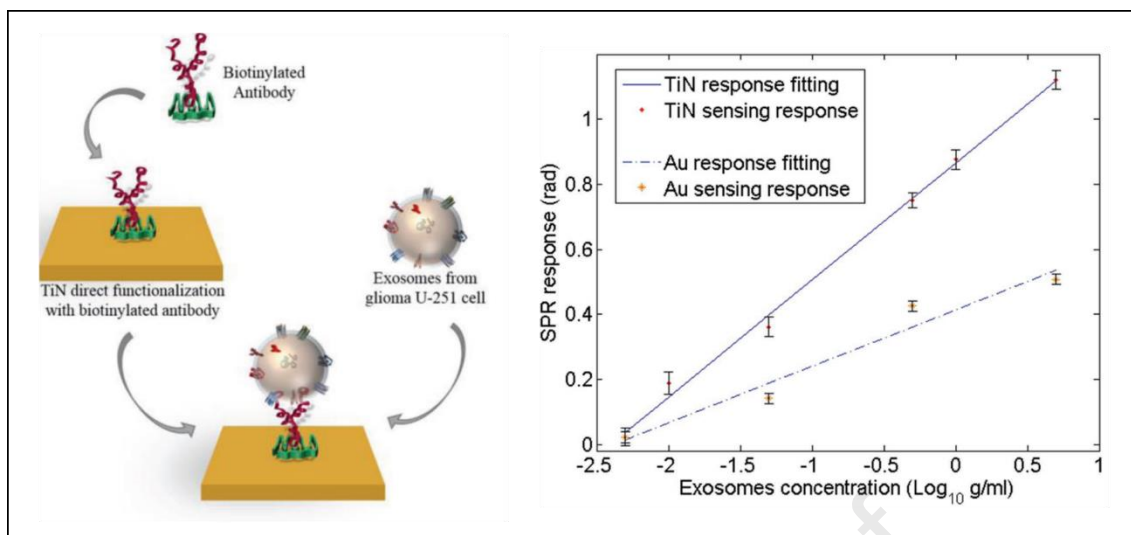 Biotinylated
Antibody
TiN direct functionalization
with biotinylated antibody
Exosomes from
glioma U-251 cell
TiN response fitting
TiN sensing response
Au response fitting
Au sensing response
SPR response (rad)
1
0.8
0.6
0.4
0.2
0
-2.5 -2 -1.5 -1 -0.5 0 0.5 1
Exosomes concentration (Log10 g/ml)